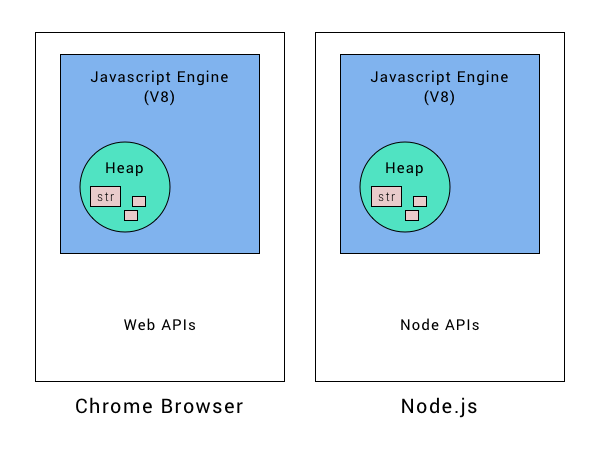 Javascript Engine
(V8)
Heap
str
Web APIs
Chrome Browser
Javascript Engine
(V8)
Heap
str
Node APIs
Node.js